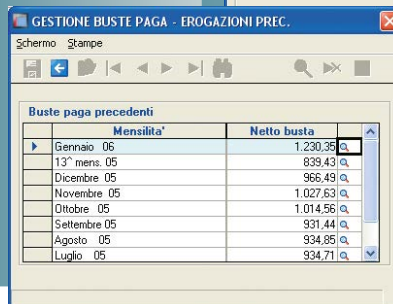 GESTIONE BUSTE PAGA - EROGAZIONI PREC.
Schermo Stampe
Buste paga precedenti
Mensilita' Netto busta
Gennaio 06 1.230,35
13^ mens. 05 839,43
Dicembre 05 966,49
Novembre 05 1.027,63
Ottobre 05 1.014,56
Settembre 05 931,44
Agosto 05 934,85
Luglio 05 934,71